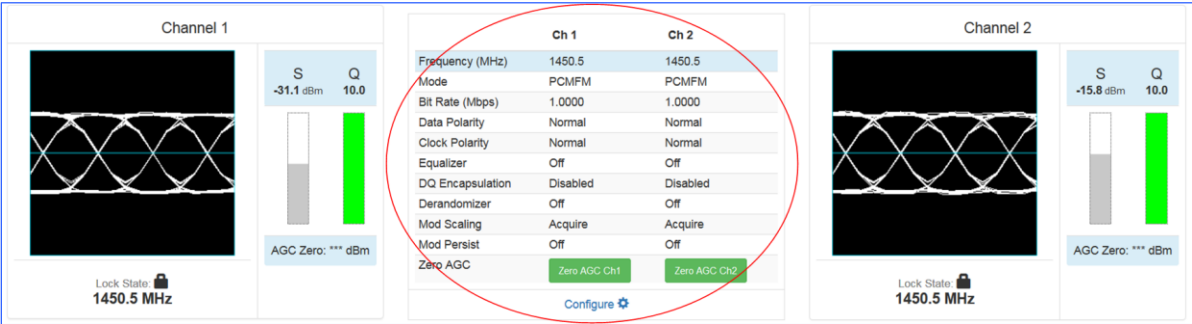 Channel 1
S Q
-31.1 dBm 10.0
AGC Zero: *** dBm
Lock State:
1450.5 MHz
Ch 1 Ch 2
Frequency (MHz) 1450.5 1450.5
Mode PCMFM PCMFM
Bit Rate (Mbps) 1.0000 1.0000
Data Polarity Normal Normal
Clock Polarity Normal Normal
Equalizer Off Off
DQ Encapsulation Disabled Disabled
Derandomizer Off Off
Mod Scaling Acquire Acquire
Mod Persist Off Off
Zero AGC Zero AGC Ch1 Zero AGC Ch2
Configure
Channel 2
S Q
-15.8 dBm 10.0
AGC Zero: *** dBm
Lock State:
1450.5 MHz